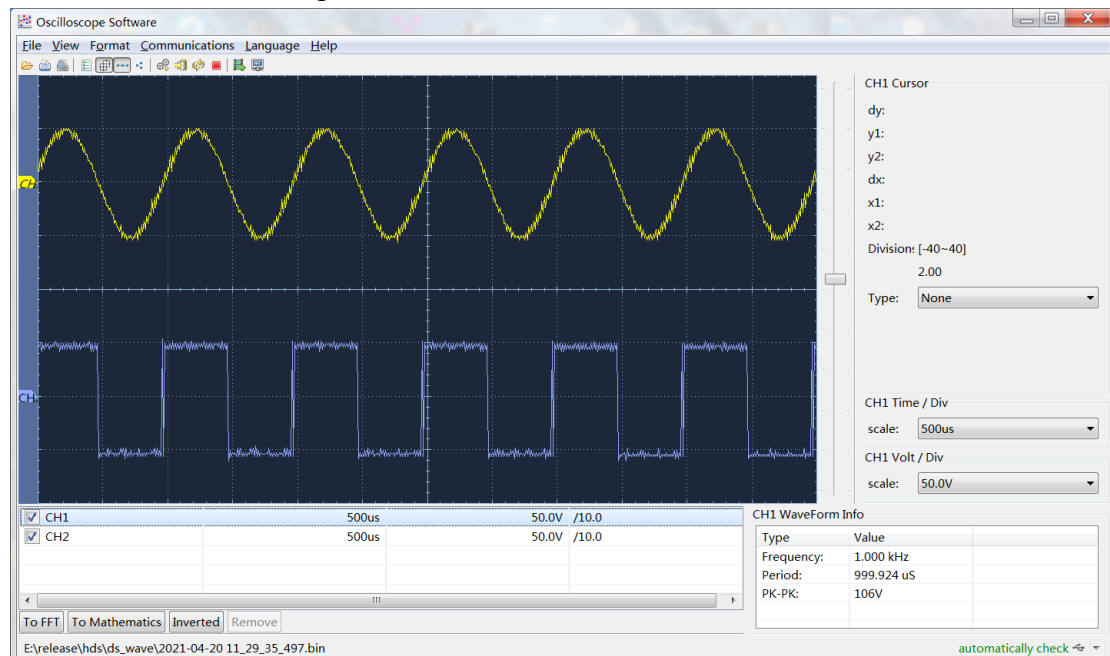 Oscilloscope Software
File View Format Communications Language Help
CH
CH
CH1 Cursor
dy:
y1:
y2:
dx:
x1:
x2:
Division: [-40~40]
2.00
Type: None
CH1 Time / Div
scale: 500us
CH1 Volt / Div
scale: 50.0V
CH1 500us 50.0V /10.0
CH2 500us 50.0V /10.0
CH1 WaveForm Info
Type Value
Frequency: 1.000 kHz
Period: 999.924 uS
PK-PK: 106V
To FFT To Mathematics Inverted Remove
E:\release\hds\ds_wave\2021-04-20 11_29_35_497.bin
automatically check